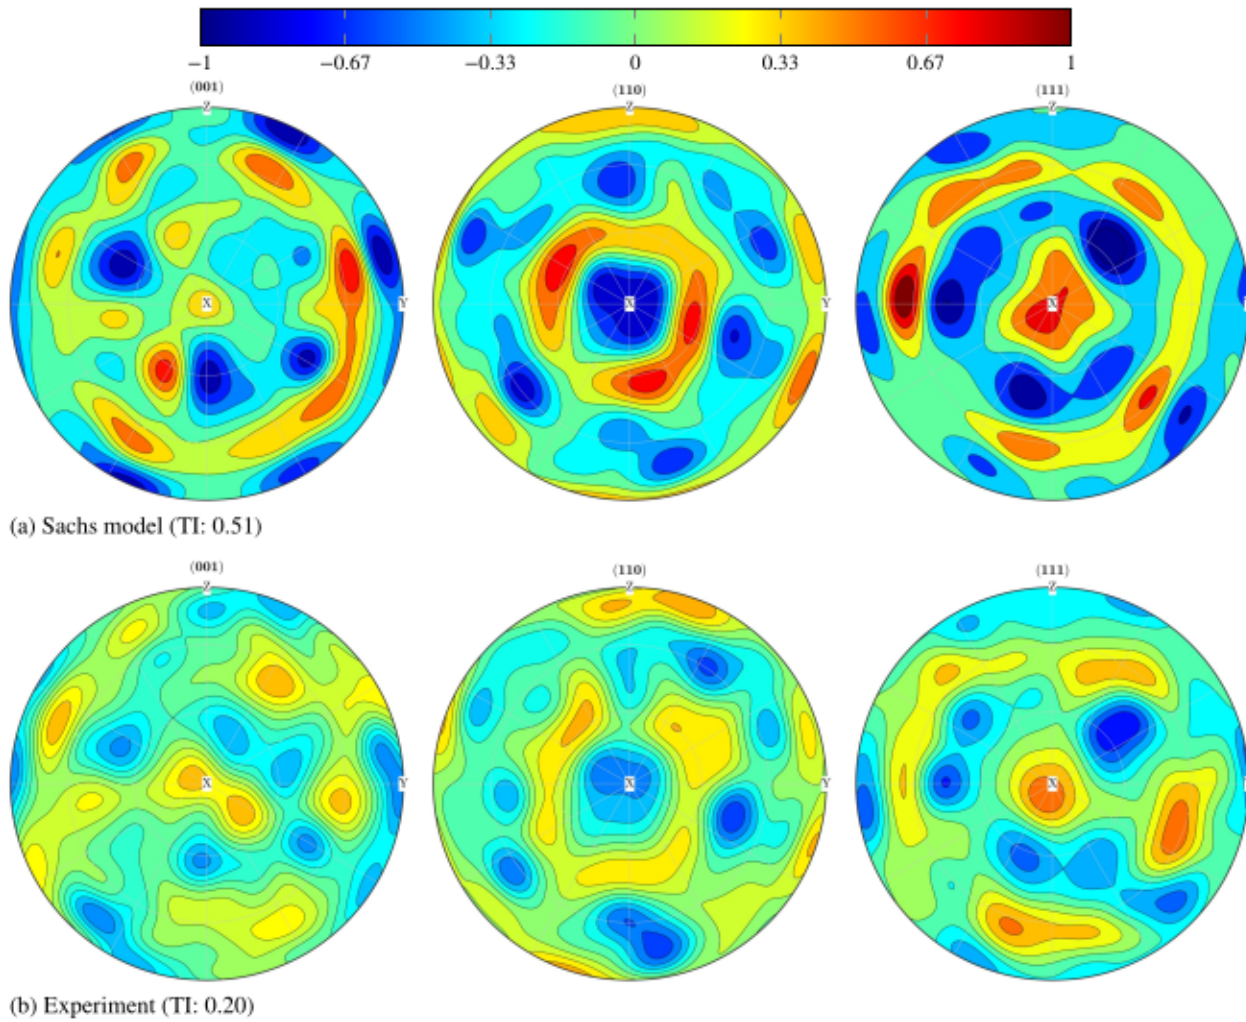 −1 −0.67 −0.33 0 0.33 0.67 1
(001) (110) (111)
Z Z Z
X Y X Y X
(a) Sachs model (TI: 0.51)
(001) (110) (111)
Z Z Z
X Y X Y X
(b) Experiment (TI: 0.20)